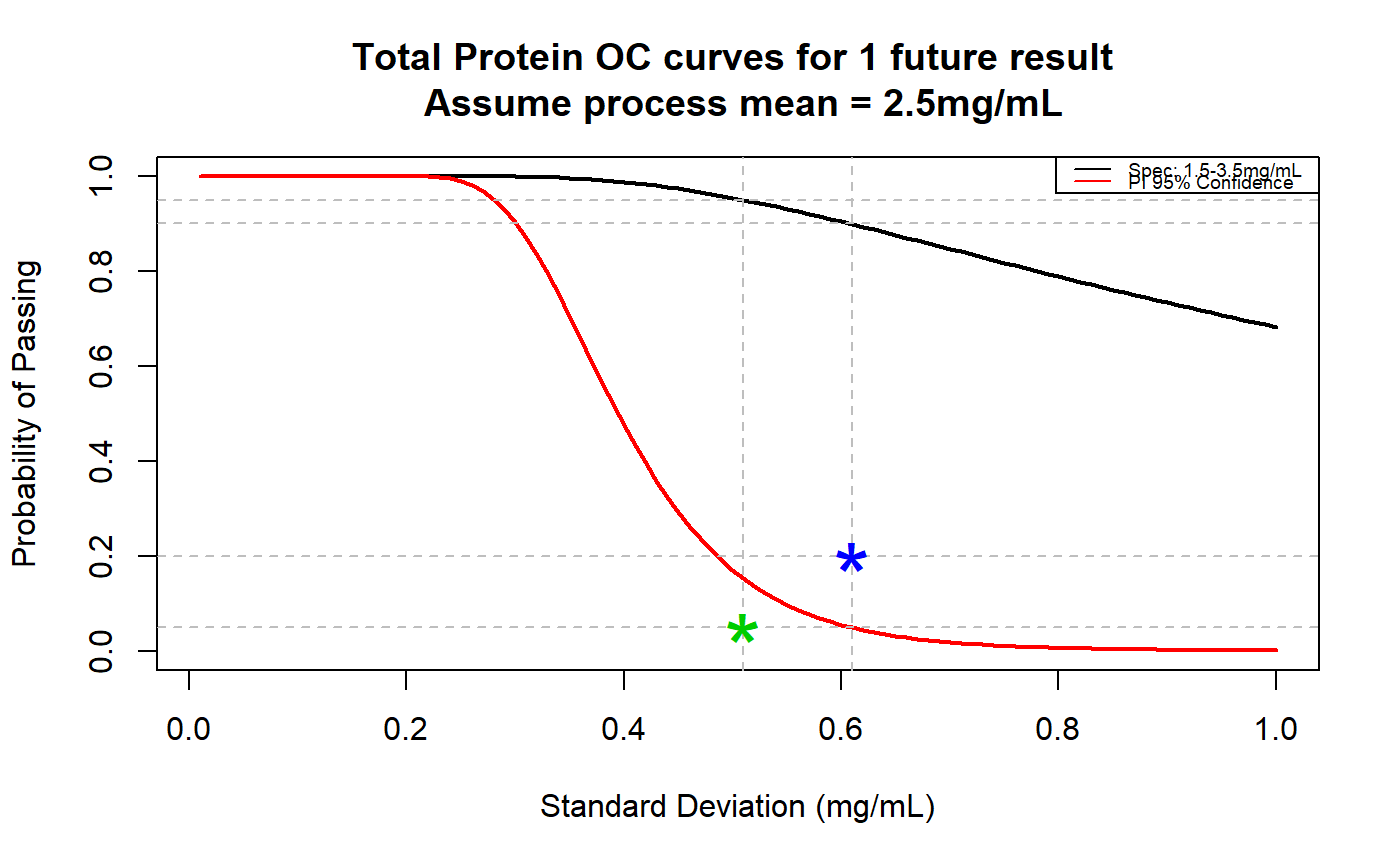 Total Protein OC curves for 1 future result
Assume process mean = 2.5mg/mL
Spec: 1.5-3.5mg/mL
PI 95% Confidence
Probability of Passing
1.0
0.8
0.6
0.4
0.2
0.0
0.0 0.2 0.4 0.6 0.8 1.0
Standard Deviation (mg/mL)